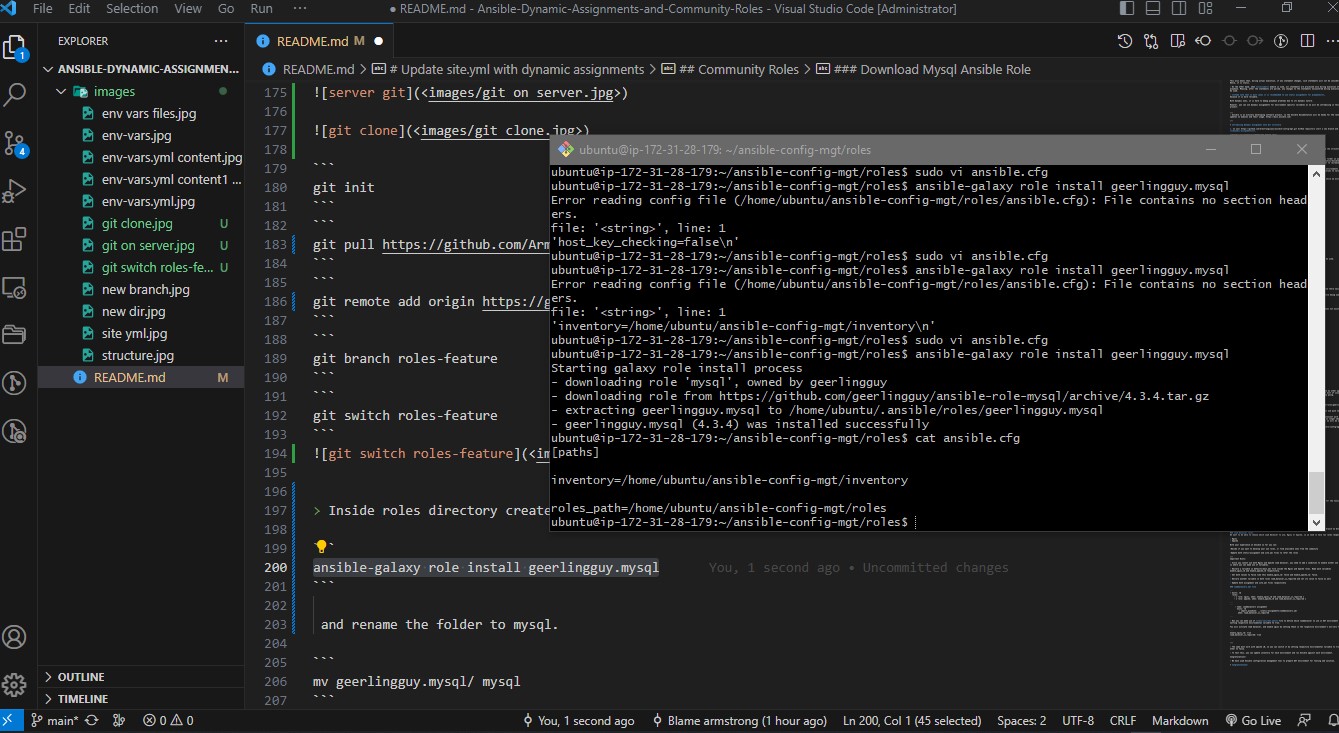 File Edit Selection View Go Run ··· ● README.md - Ansible-Dynamic-Assignments-and-Community-Roles - Visual Studio Code [Administrator]
EXPLORER ···
ANSIBLE-DYNAMIC-ASSIGNMEN...
images
env vars files.jpg
env-vars.jpg
env-vars.yml content.jpg
env-vars.yml content1 ...
env-vars.yml.jpg
git clone.jpg U
git on server.jpg U
git switch roles-fe... U
new branch.jpg
new dir.jpg
site yml.jpg
structure.jpg
README.md M
OUTLINE
TIMELINE
1
4
README.md M ●
README.md > # Update site.yml with dynamic assignments > ## Community Roles > ### Download Mysql Ansible Role
175 ![server git](<images/git on server.jpg>)
176
177 ![git clone](<images/git clone.jpg>)
178
179 ```
180 git init
181 ```
182 ```
183 git pull https://github.com/Arm
184 ```
185 ```
186 git remote add origin https://g
187 ```
188 ```
189 git branch roles-feature
190 ```
191 ```
192 git switch roles-feature
193 ```
194 ![git switch roles-feature](<im
195
196
197 > Inside roles directory create
198
199 ```
200 ansible-galaxy role install geerlingguy.mysql You, 1 second ago • Uncommitted changes
201 ```
202
203 and rename the folder to mysql.
204
205 ```
206 mv geerlingguy.mysql/ mysql
207 ```
ubuntu@ip-172-31-28-179: ~/ansible-config-mgt/roles
ubuntu@ip-172-31-28-179:~/ansible-config-mgt/roles$ sudo vi ansible.cfg
ubuntu@ip-172-31-28-179:~/ansible-config-mgt/roles$ ansible-galaxy role install geerlingguy.mysql
Error reading config file (/home/ubuntu/ansible-config-mgt/roles/ansible.cfg): File contains no section head
ers.
file: '<string>', line: 1
'host_key_checking=false\n'
ubuntu@ip-172-31-28-179:~/ansible-config-mgt/roles$ sudo vi ansible.cfg
ubuntu@ip-172-31-28-179:~/ansible-config-mgt/roles$ ansible-galaxy role install geerlingguy.mysql
Error reading config file (/home/ubuntu/ansible-config-mgt/roles/ansible.cfg): File contains no section head
ers.
file: '<string>', line: 1
'inventory=/home/ubuntu/ansible-config-mgt/inventory\n'
ubuntu@ip-172-31-28-179:~/ansible-config-mgt/roles$ sudo vi ansible.cfg
ubuntu@ip-172-31-28-179:~/ansible-config-mgt/roles$ ansible-galaxy role install geerlingguy.mysql
Starting galaxy role install process
- downloading role 'mysql', owned by geerlingguy
- downloading role from https://github.com/geerlingguy/ansible-role-mysql/archive/4.3.4.tar.gz
- extracting geerlingguy.mysql to /home/ubuntu/.ansible/roles/geerlingguy.mysql
- geerlingguy.mysql (4.3.4) was installed successfully
ubuntu@ip-172-31-28-179:~/ansible-config-mgt/roles$ cat ansible.cfg
[paths]
inventory=/home/ubuntu/ansible-config-mgt/inventory
roles_path=/home/ubuntu/ansible-config-mgt/roles
ubuntu@ip-172-31-28-179:~/ansible-config-mgt/roles$
main* 0 0 You, 1 second ago Blame armstrong (1 hour ago) Ln 200, Col 1 (45 selected) Spaces: 2 UTF-8 CRLF Markdown Go Live